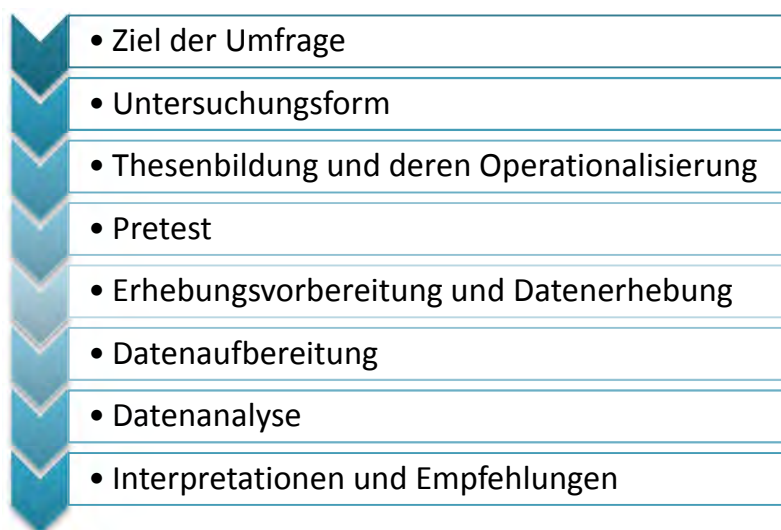 • Ziel der Umfrage
• Untersuchungsform
• Thesenbildung und deren Operationalisierung
• Pretest
• Erhebungsvorbereitung und Datenerhebung
• Datenaufbereitung
• Datenanalyse
• Interpretationen und Empfehlungen